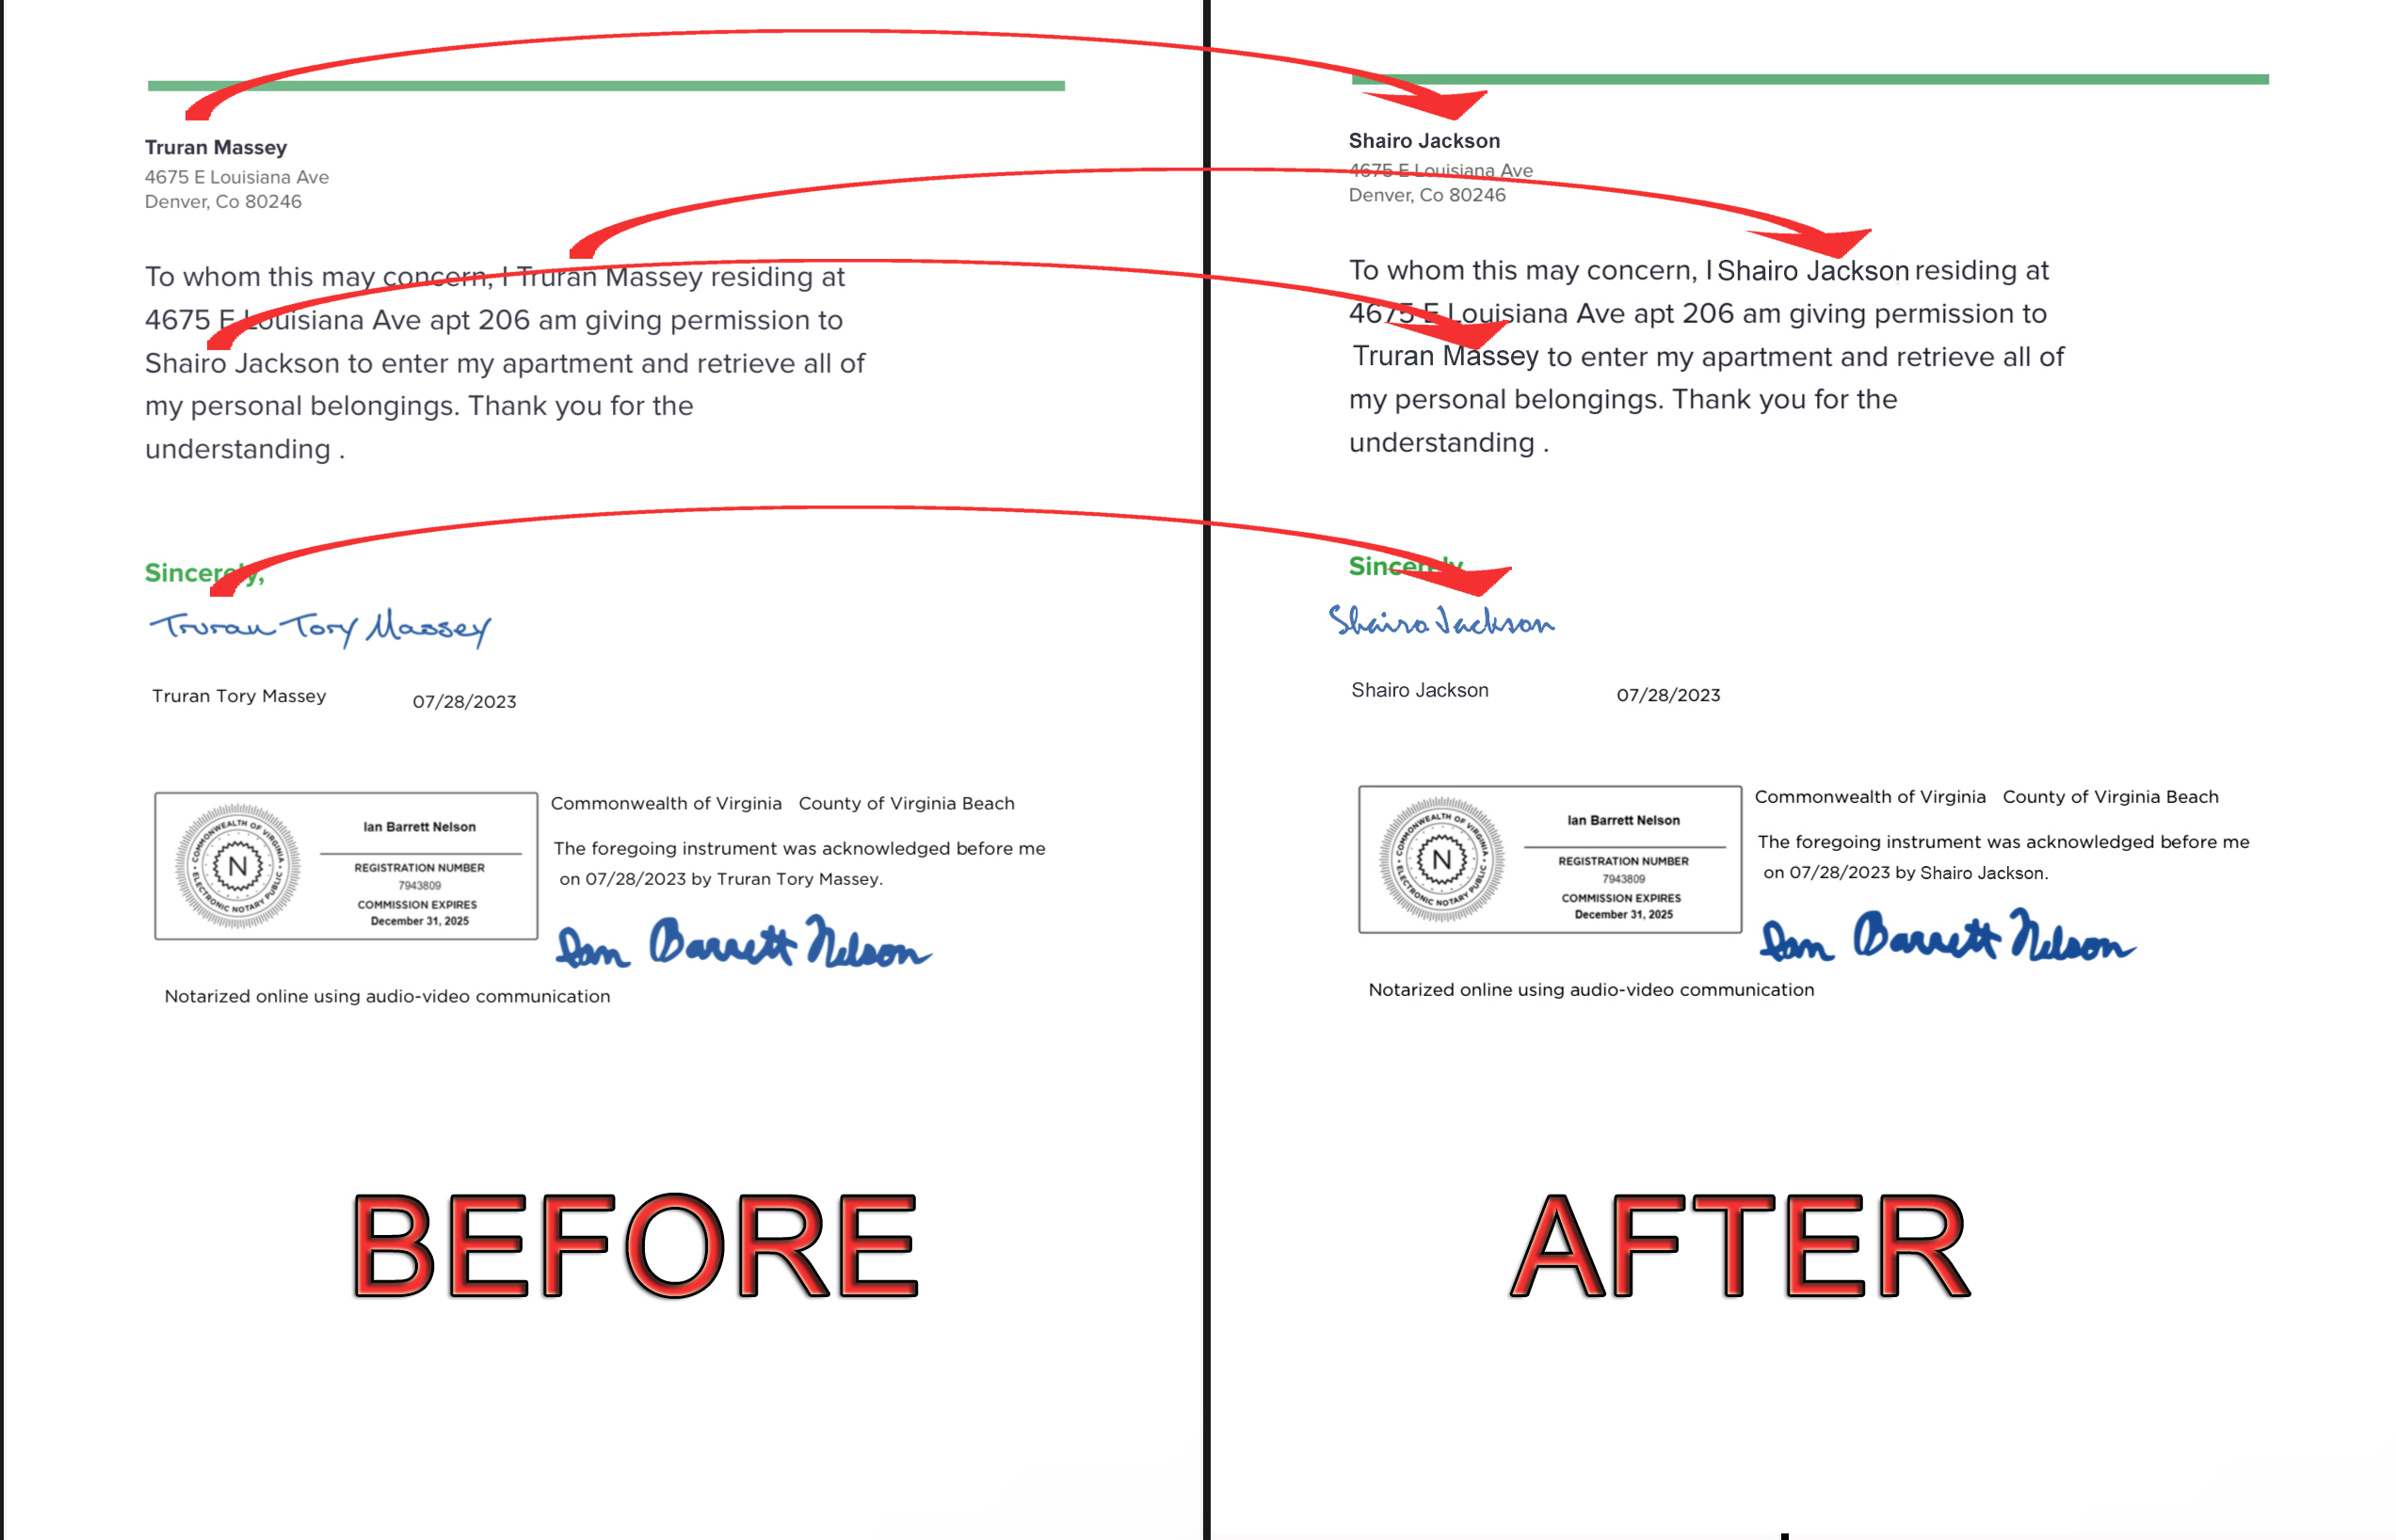 Truran Massey
4675 E Louisiana Ave
Denver, Co 80246
To whom this may concern, I Truran Massey residing at
4675 E Louisiana Ave apt 206 am giving permission to
Shairo Jackson to enter my apartment and retrieve all of
my personal belongings. Thank you for the
understanding .
Sincerely,
Truran Tory Massey
Truran Tory Massey 07/28/2023
COMMONWEALTH OF VIRGINIA
ELECTRONIC NOTARY PUBLIC
N
Ian Barrett Nelson
REGISTRATION NUMBER
7943809
COMMISSION EXPIRES
December 31, 2025
Commonwealth of Virginia County of Virginia Beach
The foregoing instrument was acknowledged before me
on 07/28/2023 by Truran Tory Massey.
Ian Barrett Nelson
Notarized online using audio-video communication
BEFORE
Shairo Jackson
4675 E Louisiana Ave
Denver, Co 80246
To whom this may concern, I Shairo Jackson residing at
4675 E Louisiana Ave apt 206 am giving permission to
Truran Massey to enter my apartment and retrieve all of
my personal belongings. Thank you for the
understanding .
Sincerely
Shairo Jackson
Shairo Jackson 07/28/2023
COMMONWEALTH OF VIRGINIA
ELECTRONIC NOTARY PUBLIC
N
Ian Barrett Nelson
REGISTRATION NUMBER
7943809
COMMISSION EXPIRES
December 31, 2025
Commonwealth of Virginia County of Virginia Beach
The foregoing instrument was acknowledged before me
on 07/28/2023 by Shairo Jackson.
Ian Barrett Nelson
Notarized online using audio-video communication
AFTER